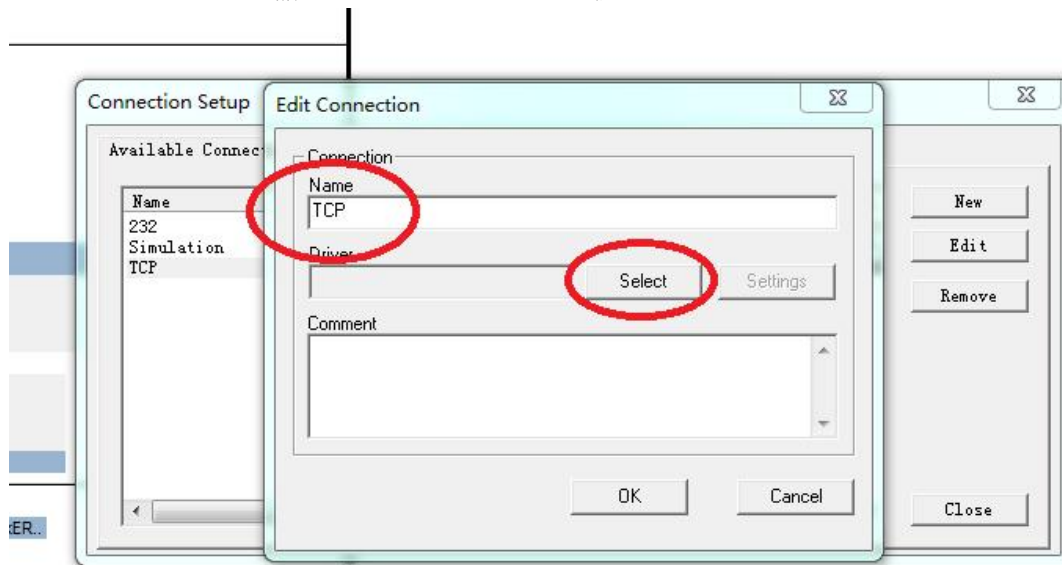 Connection Setup
Edit Connection
Available Connec
Connection
Name
TCP
Name
232
Simulation
TCP
Driver
Select
Settings
Comment
OK
Cancel
New
Edit
Remove
Close
ER..